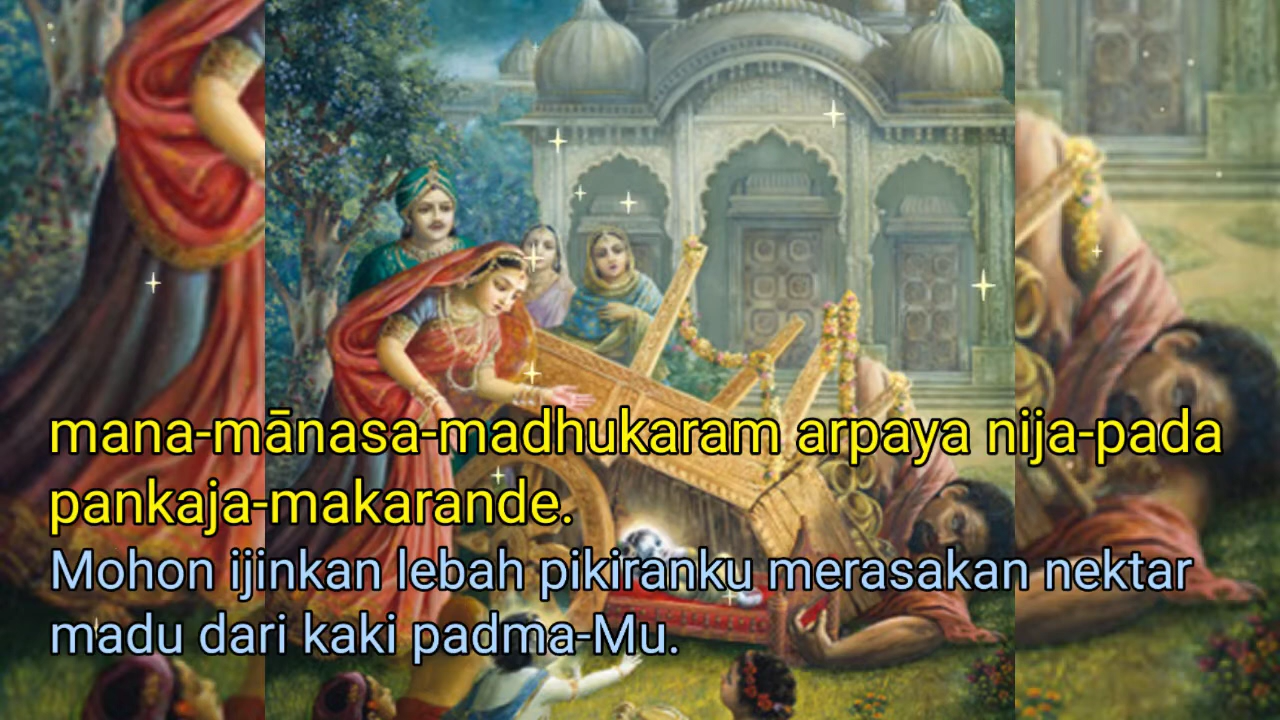 mana-mānasa-madhukaram arpaya nija-pada
pankaja-makarande.
Mohon ijinkan lebah pikiranku merasakan nektar
madu dari kaki padma-Mu.